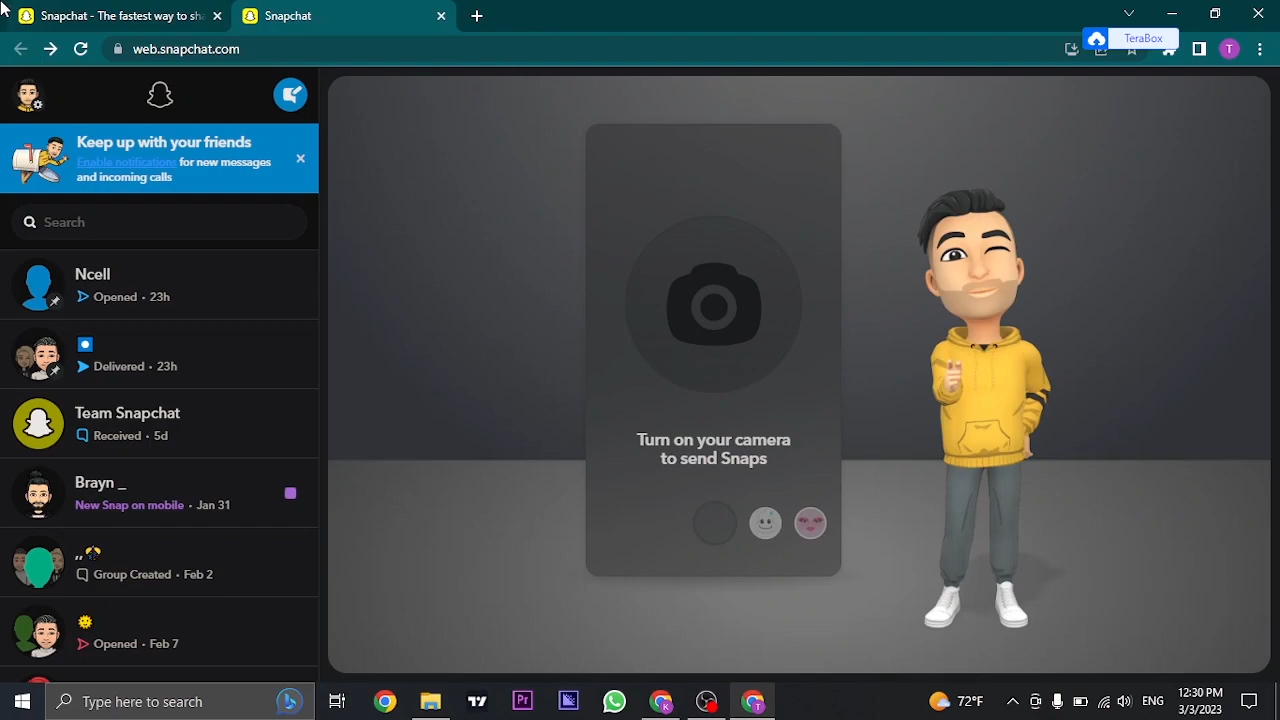 Snapchat - The fastest way to sha
Snapchat
web.snapchat.com
TeraBox
T
Keep up with your friends
Enable notifications for new messages
and incoming calls
Search
Ncell
Opened · 23h
Delivered · 23h
Team Snapchat
Received · 5d
Brayn _
New Snap on mobile · Jan 31
,,
Group Created · Feb 2
Opened · Feb 7
Turn on your camera
to send Snaps
Type here to search
Pr
K
T
72°F
ENG
12:30 PM
3/3/2023